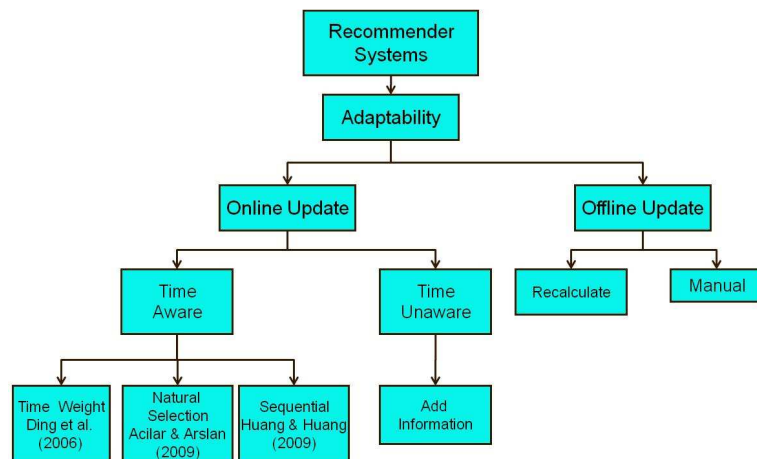 Recommender
Systems
Adaptability
Online Update
Offline Update
Time
Aware
Time
Unaware
Recalculate
Manual
Time Weight
Ding et al.
(2006)
Natural
Selection
Acilar & Arslan
(2009)
Sequential
Huang & Huang
(2009)
Add
Information